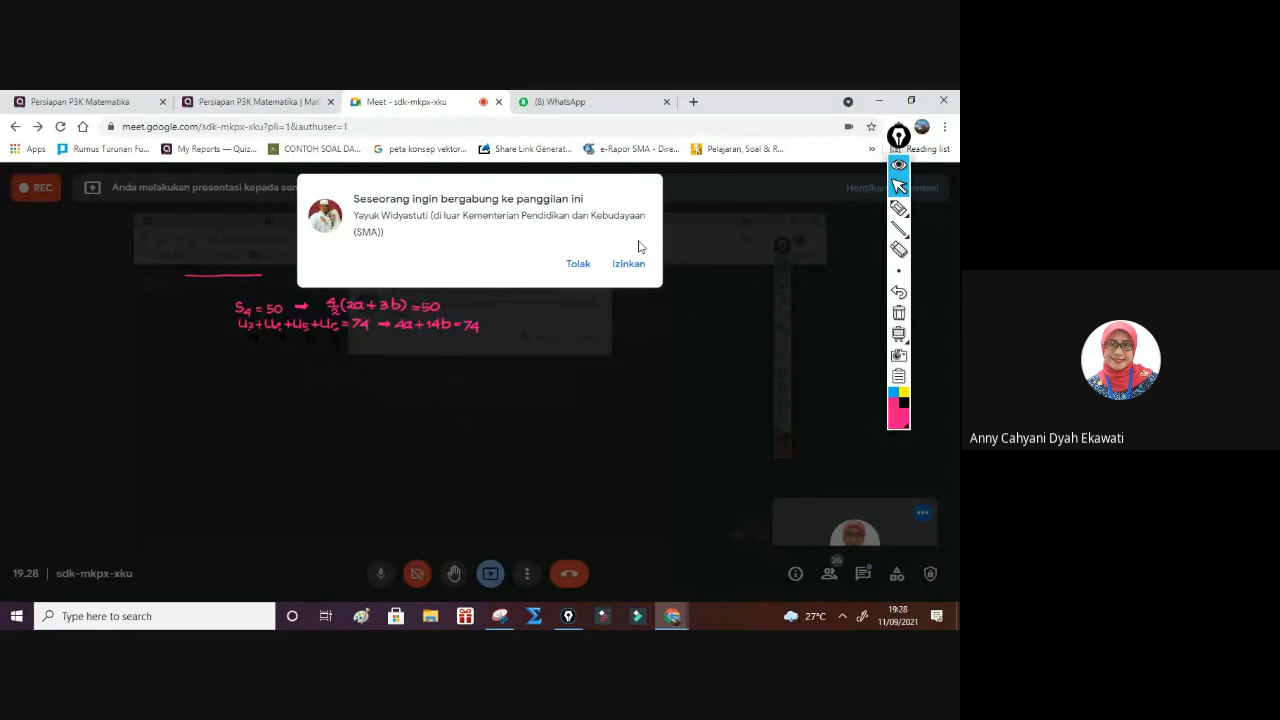 Persiapan P3K Matematika
Persiapan P3K Matematika | Mat
Meet - sdk-mkpx-xku
(8) WhatsApp
meet.google.com/sdk-mkpx-xku?pli=1&authuser=1
Apps
Rumus Turunan Fu...
My Reports — Quiz...
CONTOH SOAL DA...
peta konsep vektor...
Share Link Generat...
e-Rapor SMA - Dire...
Pelajaran, Soal & R...
»
Reading list
REC
Anda melakukan presentasi kepada
Seseorang ingin bergabung ke panggilan ini
Yayuk Widyastuti (di luar Kementerian Pendidikan dan Kebudayaan
(SMA))
Tolak
Izinkan
S₄ = 50 → 4/2 (2a + 3b) = 50
= 74 → 4a + 14b = 74
Anny Cahyani Dyah Ekawati
19.28
sdk-mkpx-xku
Type here to search
27°C
19:28
11/09/2021